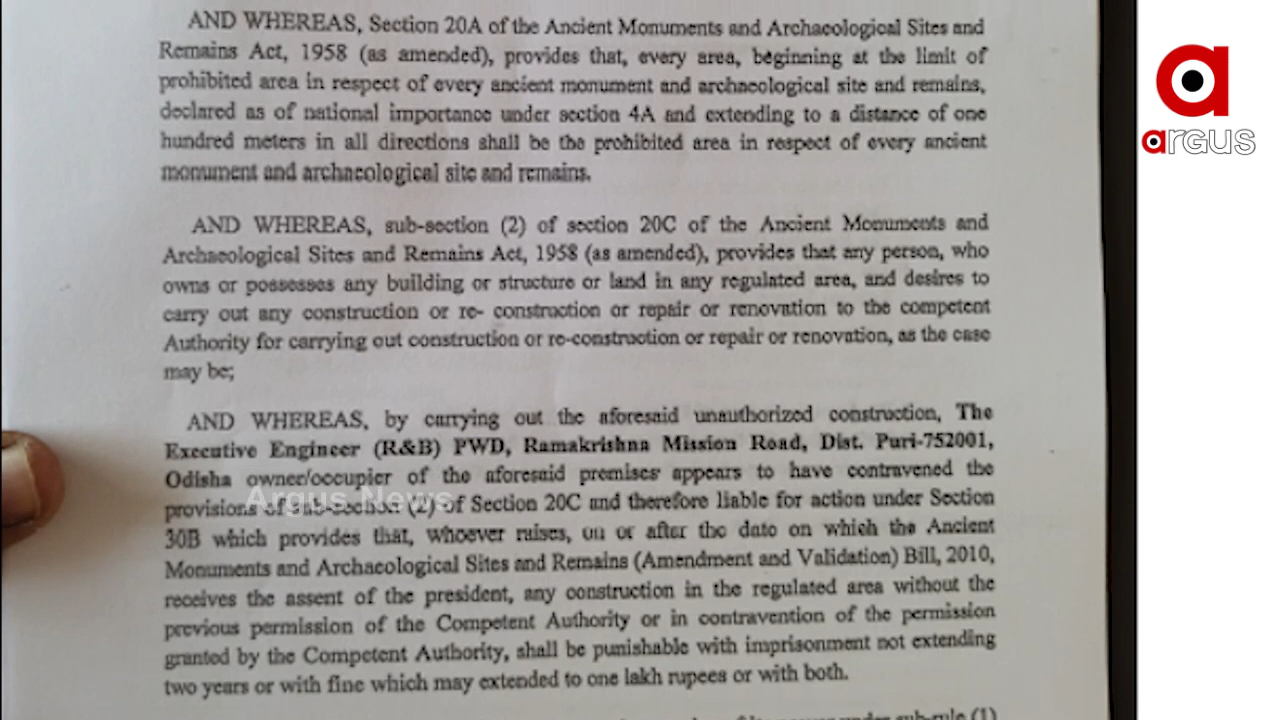 AND WHEREAS, Section 20A of the Ancient Monuments and Archaeological Sites and
Remains Act, 1958 (as amended), provides that, every area, beginning at the limit of
prohibited area in respect of every ancient monument and archaeological site and remains,
declared as of national importance under section 4A and extending to a distance of one
hundred meters in all directions shall be the prohibited area in respect of every ancient
monument and archaeological site and remains.
AND WHEREAS, sub-section (2) of section 20C of the Ancient Monuments and
Archaeological Sites and Remains Act, 1958 (as amended), provides that any person, who
owns or possesses any building or structure or land in any regulated area, and desires to
carry out any construction or re- construction or repair or renovation to the competent
Authority for carrying out construction or re-construction or repair or renovation, as the case
may be;
AND WHEREAS, by carrying out the aforesaid unauthorized construction, The
Executive Engineer (R&B) PWD, Ramakrishna Mission Road, Dist. Puri-752001,
Odisha owner/occupier of the aforesaid premises appears to have contravened the
provisions of sub-section (2) of Section 20C and therefore liable for action under Section
30B which provides that, whoever raises, on or after the date on which the Ancient
Monuments and Archaeological Sites and Remains (Amendment and Validation) Bill, 2010,
receives the assent of the president, any construction in the regulated area without the
previous permission of the Competent Authority or in contravention of the permission
granted by the Competent Authority, shall be punishable with imprisonment not extending
two years or with fine which may extended to one lakh rupees or with both.
under sub-rule (1)
Argus News
a
argus